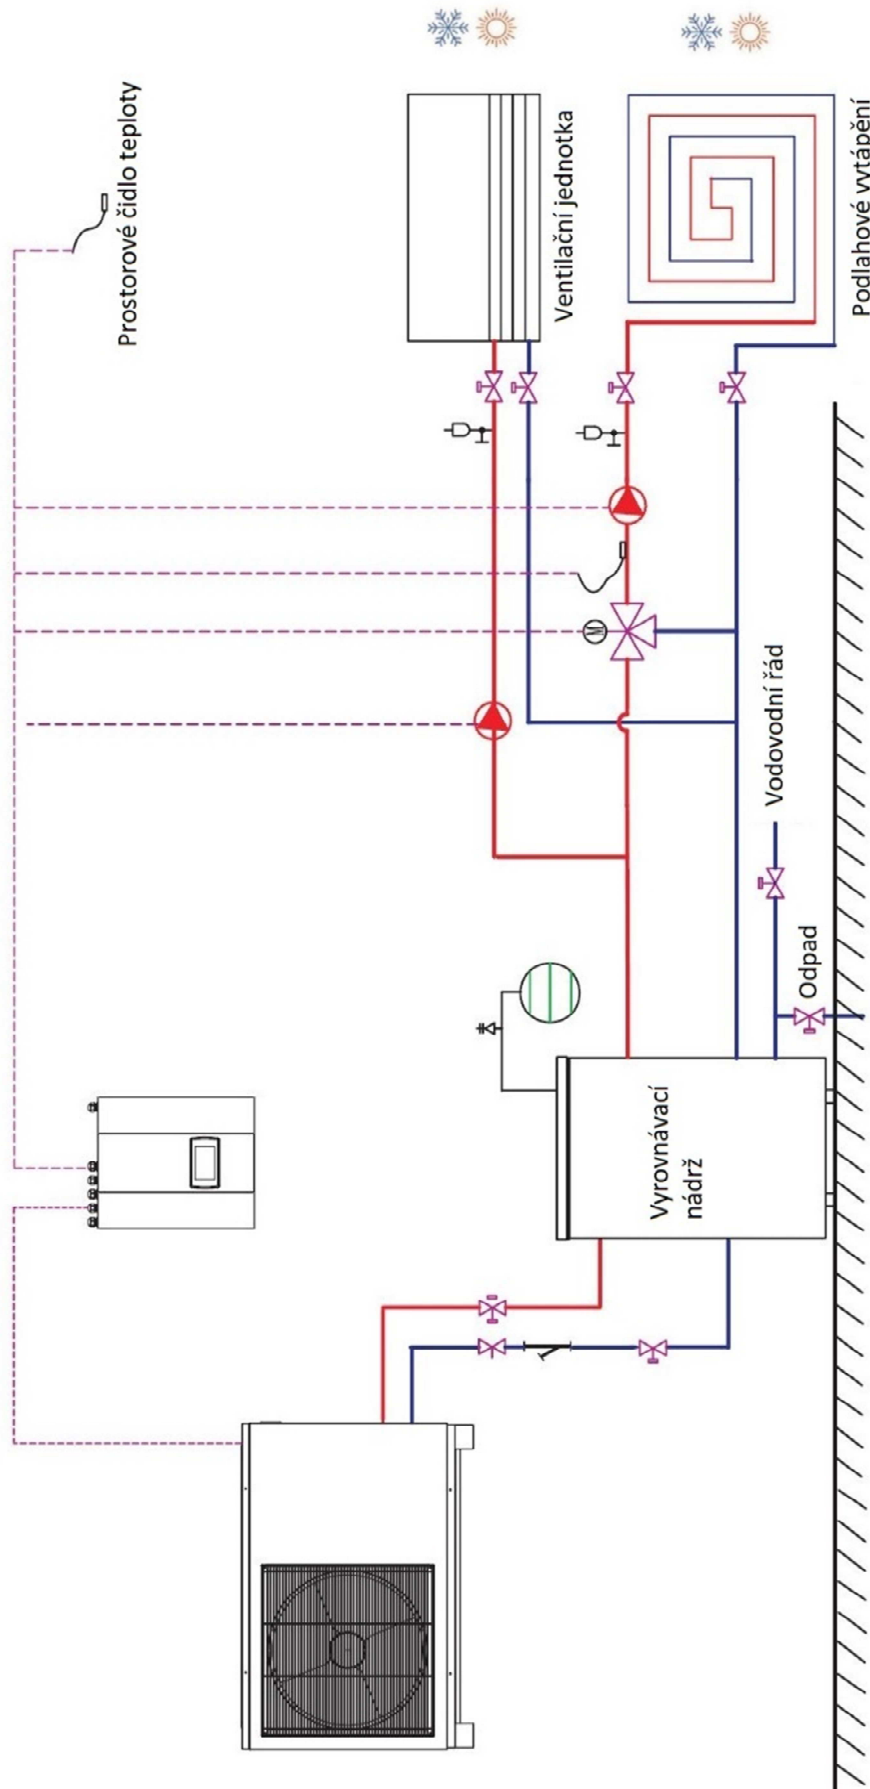 Prostorové čidlo teploty
Ventilační jednotka
Podlahové vytápění
M
Vodovodní řád
Odpad
Vyrovnávací
nádrž